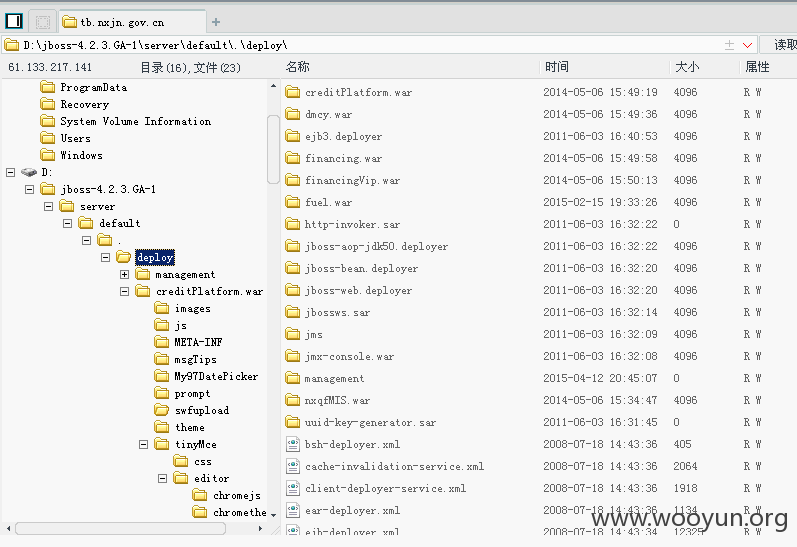 tb.nxjn.gov.cn
D:\jboss-4.2.3.GA-1\server\default\.\deploy\
读取
61.133.217.141 目录(16),文件(23) 名称 时间 大小 属性
ProgramData
Recovery
System Volume Information
Users
Windows
D:
jboss-4.2.3.GA-1
server
default
.
deploy
management
creditPlatform.war
images
js
META-INF
msgTips
My97DatePicker
prompt
swfupload
theme
tinyMce
css
editor
chromejs
chromethe
creditPlatform.war 2014-05-06 15:49:19 4096 R W
dmcy.war 2014-05-06 15:49:36 4096 R W
ejb3.deployer 2011-06-03 16:40:53 4096 R W
financing.war 2014-05-06 15:49:58 4096 R W
financingVip.war 2014-05-06 15:50:13 4096 R W
fuel.war 2015-02-15 19:33:26 4096 R W
http-invoker.sar 2011-06-03 16:32:22 0 R W
jboss-aop-jdk50.deployer 2011-06-03 16:32:22 4096 R W
jboss-bean.deployer 2011-06-03 16:32:20 4096 R W
jboss-web.deployer 2011-06-03 16:32:20 4096 R W
jbossws.sar 2011-06-03 16:32:14 4096 R W
jms 2011-06-03 16:32:09 4096 R W
jmx-console.war 2011-06-03 16:32:08 4096 R W
management 2015-04-12 20:45:07 0 R W
nxqfMIS.war 2014-05-06 15:34:47 4096 R W
uuid-key-generator.sar 2011-06-03 16:31:45 0 R W
bsh-deployer.xml 2008-07-18 14:43:36 405 R W
cache-invalidation-service.xml 2008-07-18 14:43:36 2064 R W
client-deployer-service.xml 2008-07-18 14:43:36 1918 R W
ear-deployer.xml 2008-07-18 14:43:36 1134 R W
ejb-deployer.xml 2008-07-18 14:43:34 12325 R W
www.wooyun.org